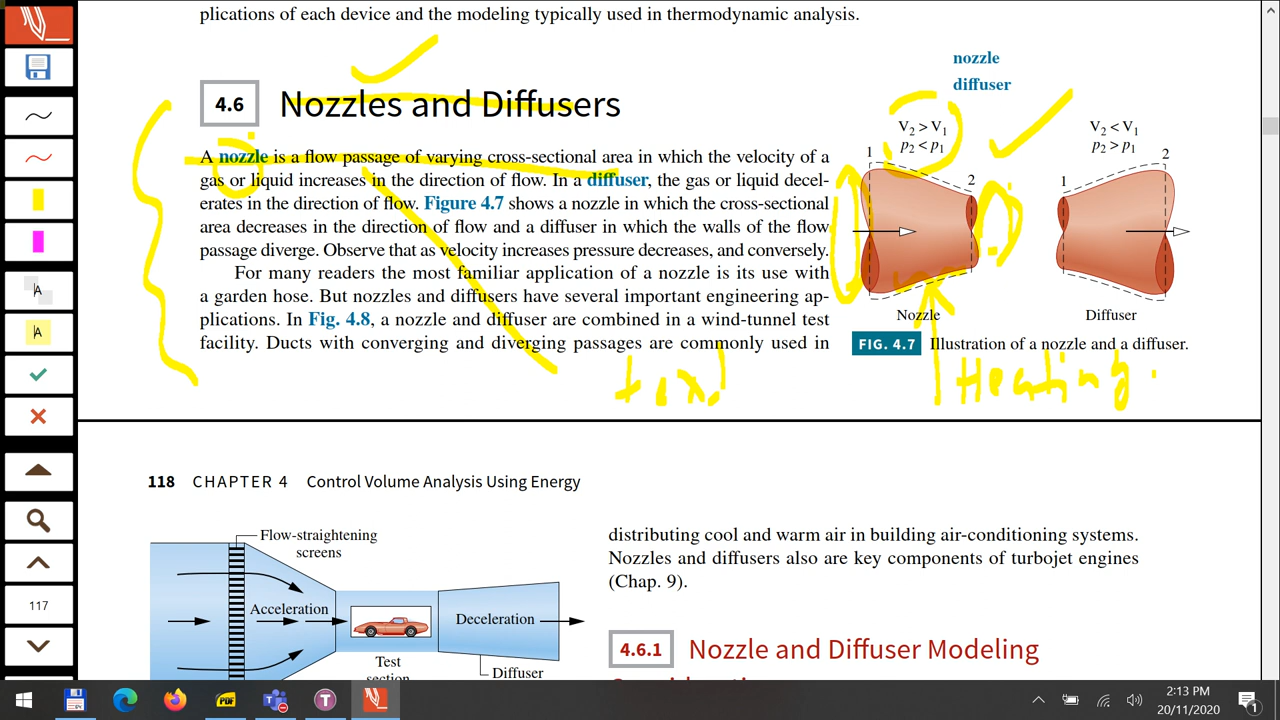 plications of each device and the modeling typically used in thermodynamic analysis.
4.6 Nozzles and Diffusers
A nozzle is a flow passage of varying cross-sectional area in which the velocity of a
gas or liquid increases in the direction of flow. In a diffuser, the gas or liquid decel-
erates in the direction of flow. Figure 4.7 shows a nozzle in which the cross-sectional
area decreases in the direction of flow and a diffuser in which the walls of the flow
passage diverge. Observe that as velocity increases pressure decreases, and conversely.
For many readers the most familiar application of a nozzle is its use with
a garden hose. But nozzles and diffusers have several important engineering ap-
plications. In Fig. 4.8, a nozzle and diffuser are combined in a wind-tunnel test
facility. Ducts with converging and diverging passages are commonly used in
nozzle
diffuser
V₂ > V₁
p₂ < p₁
V₂ < V₁
p₂ > p₁
1
2
1
2
Nozzle
Diffuser
FIG. 4.7 Illustration of a nozzle and a diffuser.
Heating
118 CHAPTER 4 Control Volume Analysis Using Energy
Flow-straightening
screens
Acceleration
Deceleration
Test
section
Diffuser
distributing cool and warm air in building air-conditioning systems.
Nozzles and diffusers also are key components of turbojet engines
(Chap. 9).
4.6.1 Nozzle and Diffuser Modeling
A
A
117
PDF
T
2:13 PM
20/11/2020
1